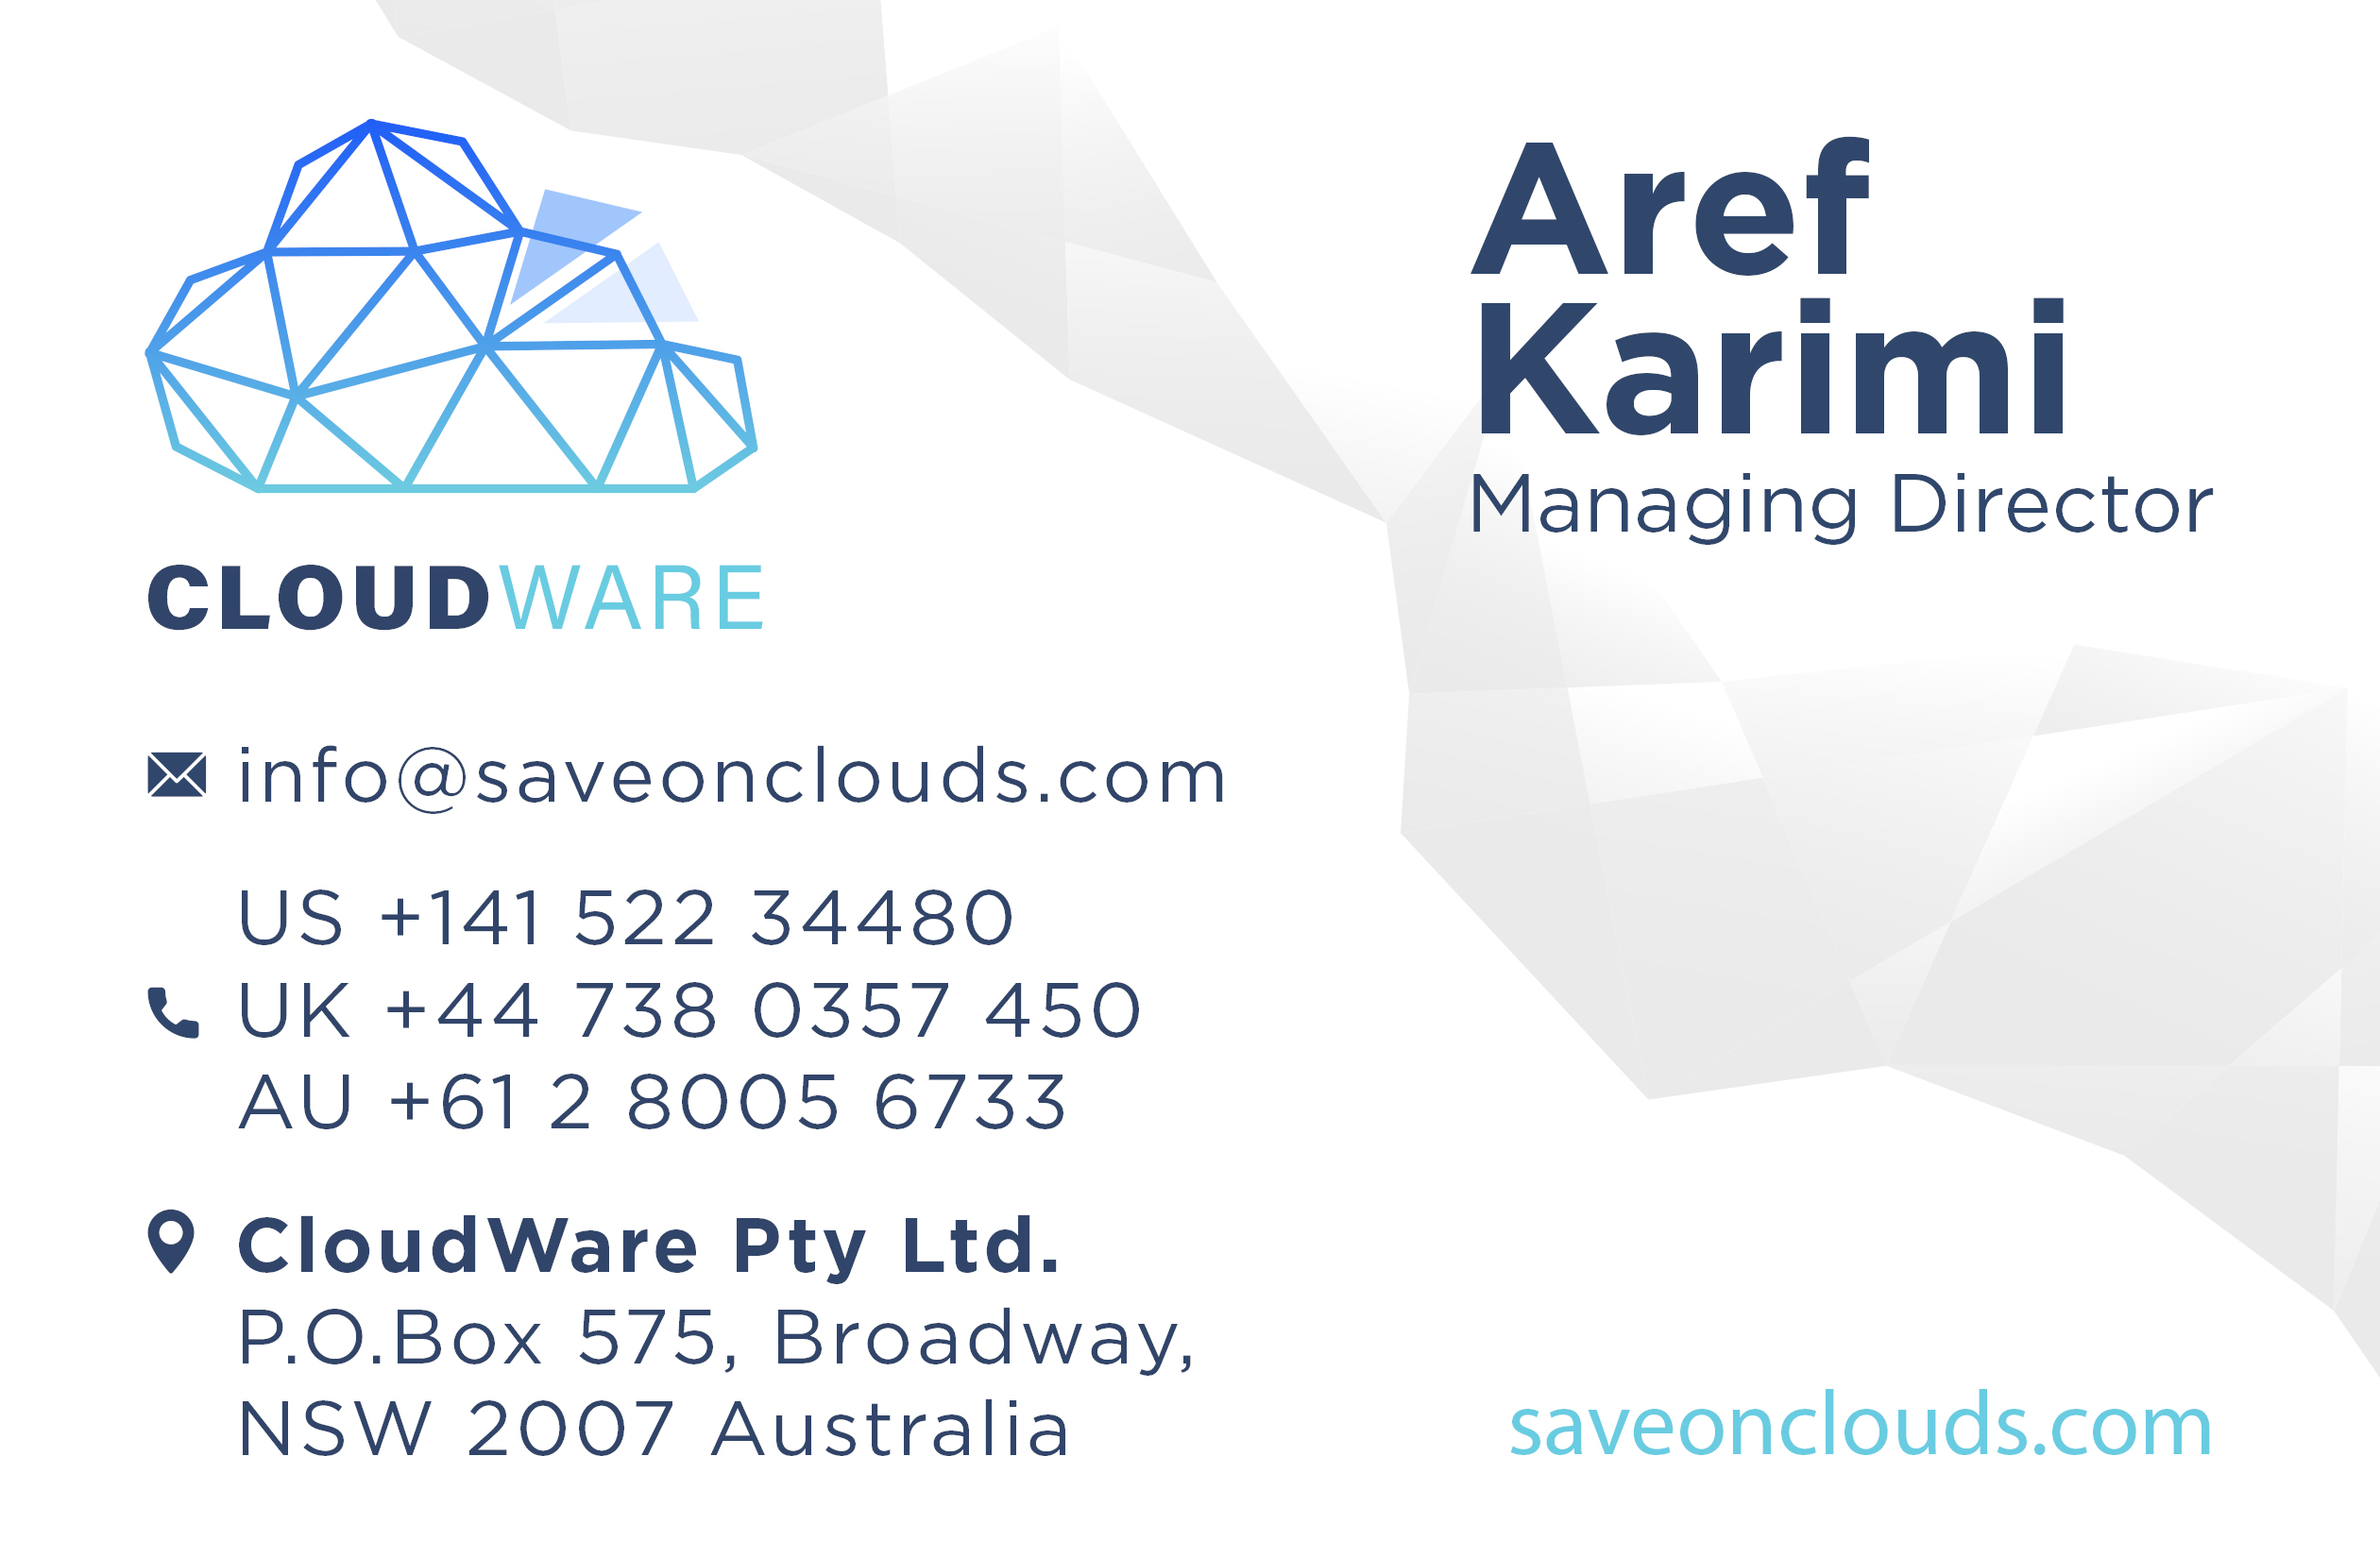 CLOUDWARE
Aref
Karimi
Managing Director
info@saveonclouds.com
US +141 522 34480
UK +44 738 0357 450
AU +61 2 8005 6733
CloudWare Pty Ltd.
P.O.Box 575, Broadway,
NSW 2007 Australia
saveonclouds.com